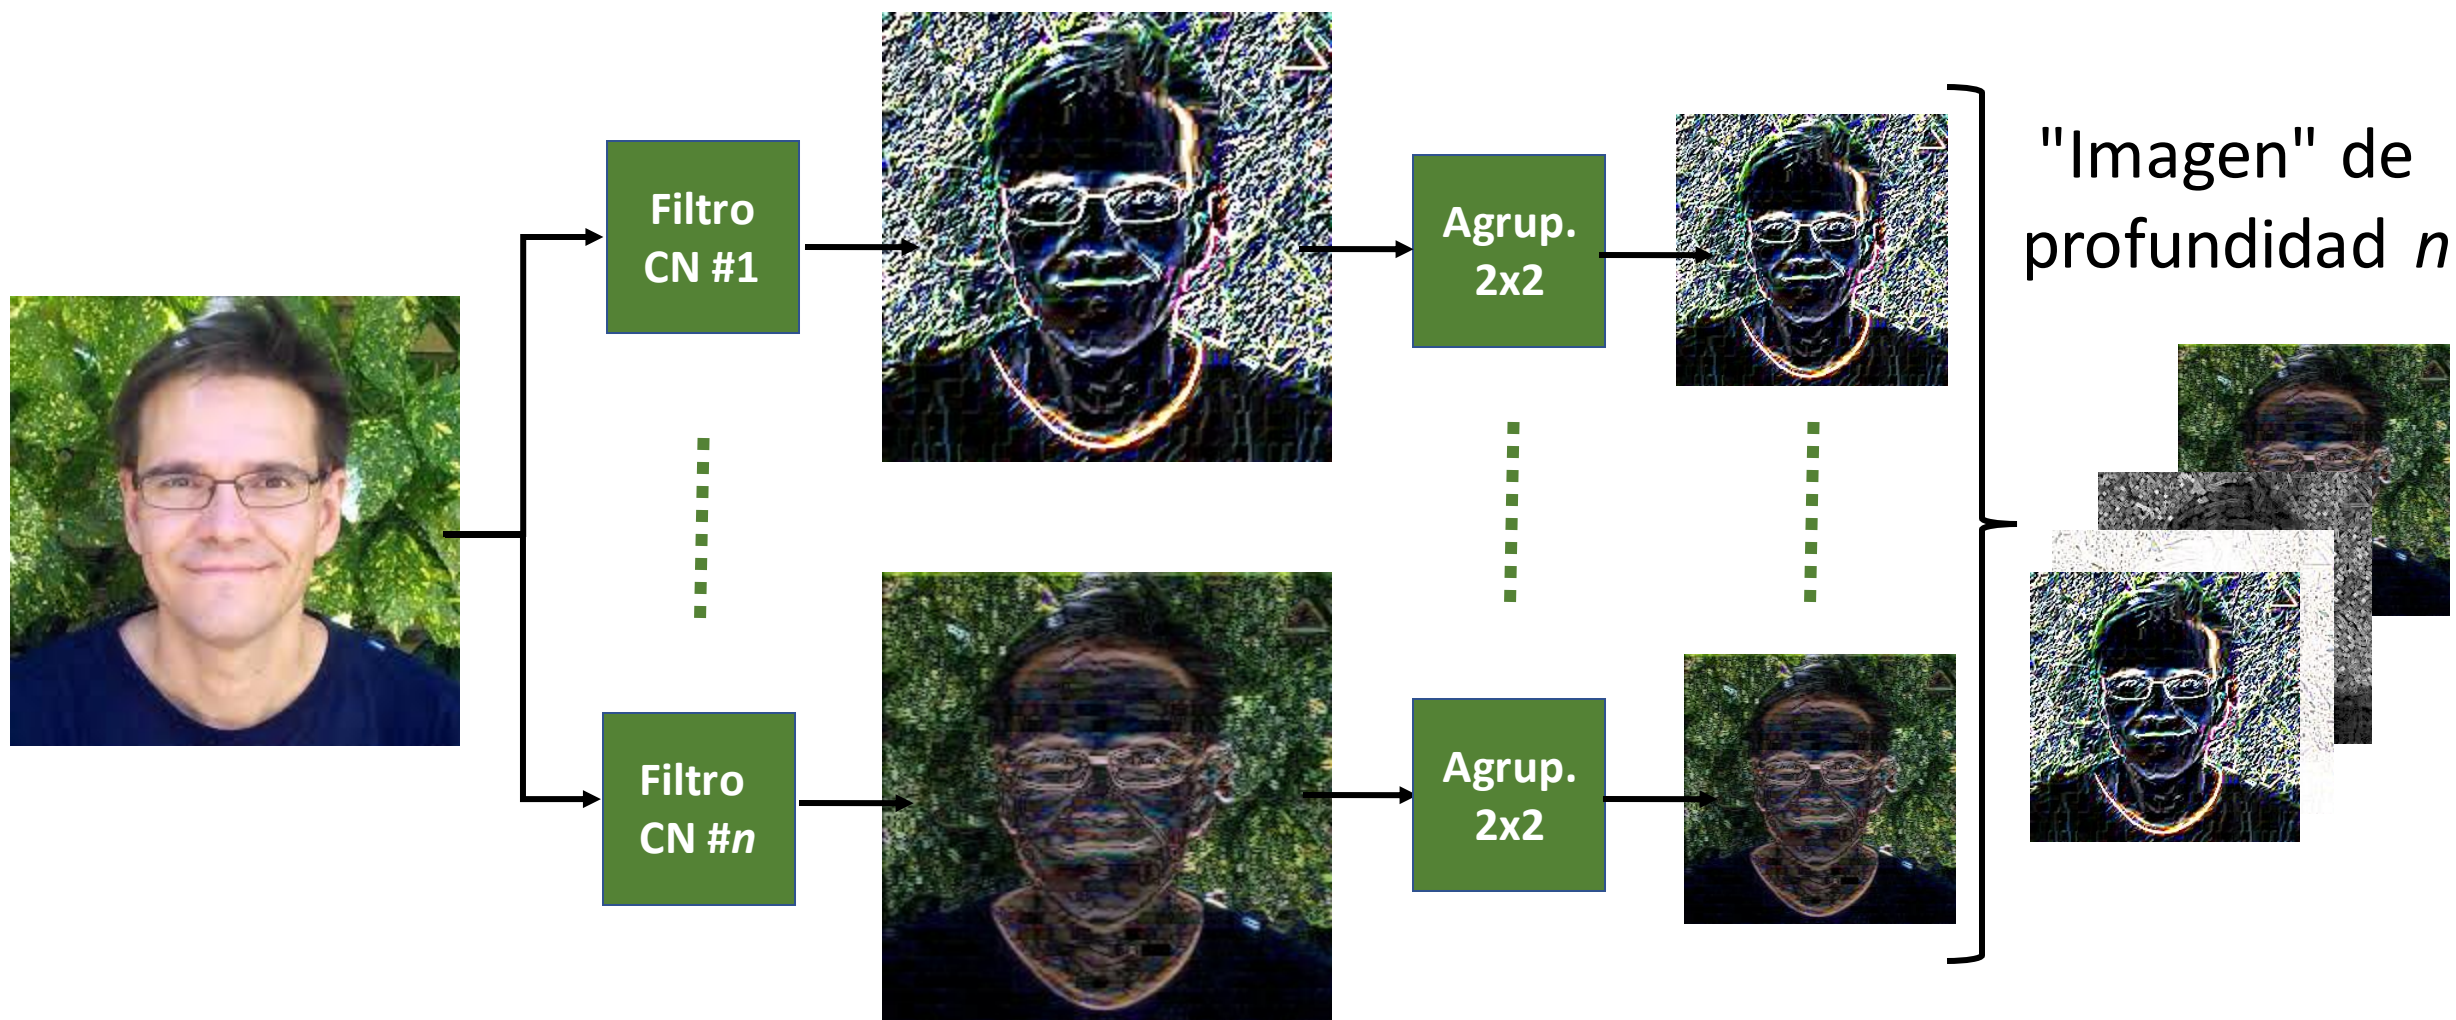 Filtro
CN #1
Agrup.
2x2
"Imagen" de
profundidad n
Filtro
CN #n
Agrup.
2x2